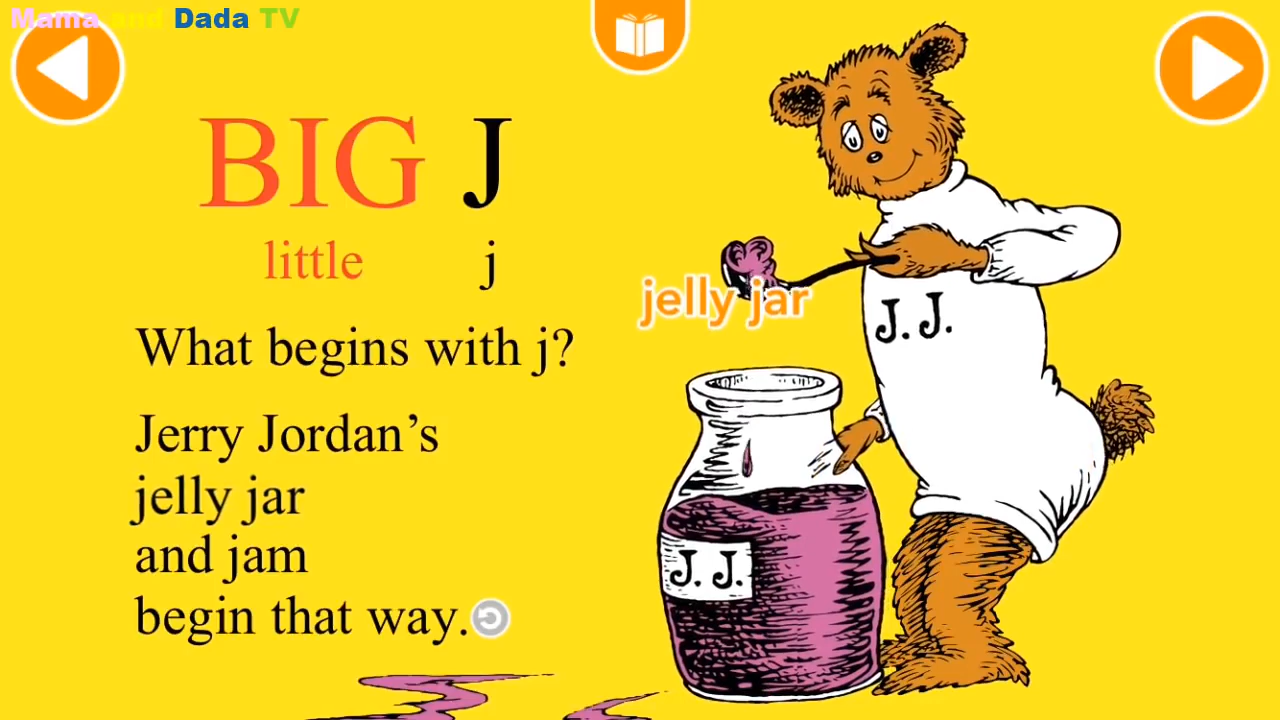 Mama and Dada TV
BIG J
little j
What begins with j?
Jerry Jordan's
jelly jar
and jam
begin that way.
jelly jar
J.J.
J.J.